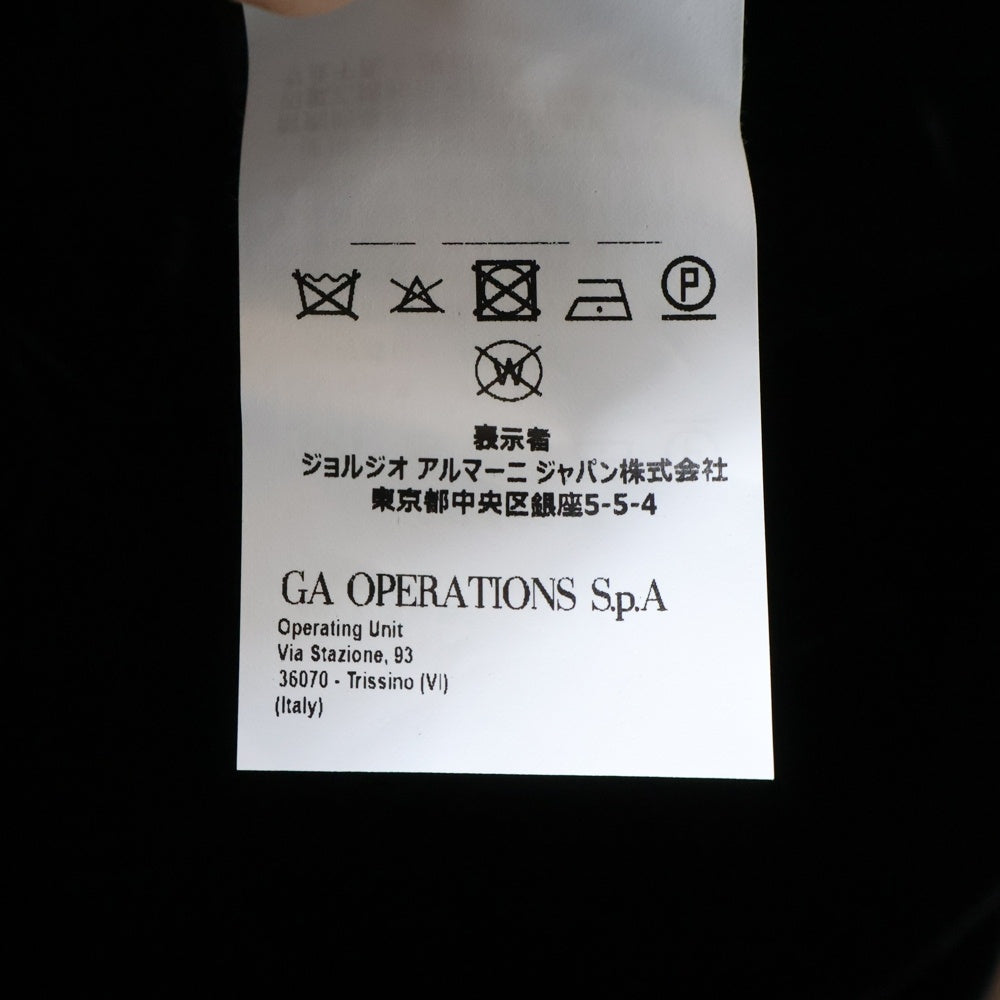 P
W
表示者
ジョルジオ アルマーニ ジャパン株式会社
東京都中央区銀座5-5-4
GA OPERATIONS S.p.A
Operating Unit
Via Stazione, 93
36070 - Trissino (VI)
(Italy)